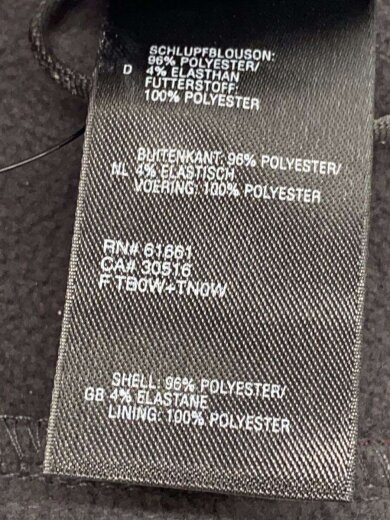 SCHLUPFBLOUSON:
96% POLYESTER/
D 4% ELASTHAN
FUTTERSTOFF:
100% POLYESTER
BUITENKANT: 96% POLYESTER/
NL 4% ELASTISCH
VOERING: 100% POLYESTER
RN# 61661
CA# 30516
F TB0W+TN0W
SHELL: 96% POLYESTER/
GB 4% ELASTANE
LINING: 100% POLYESTER